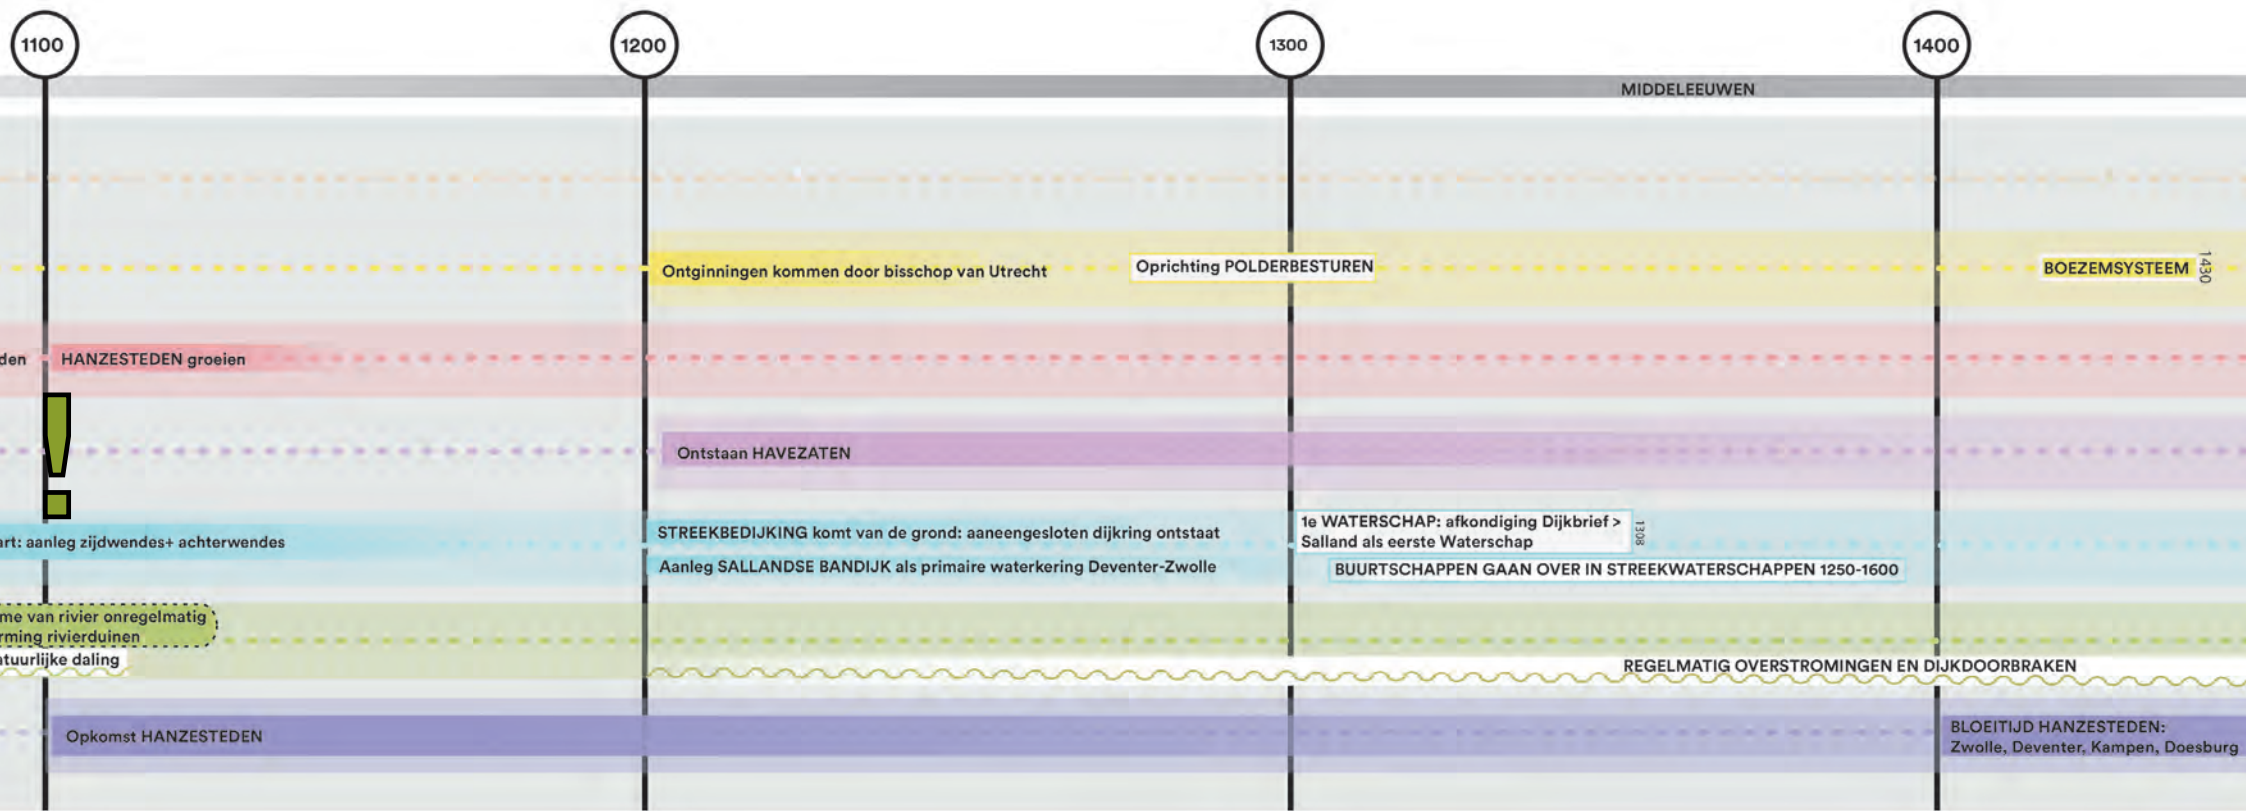 1100
1200
1300
1400
MIDDELEEUWEN
Ontginningen kommen door bisschop van Utrecht
Oprichting POLDERBESTUREN
BOEZEMSYSTEEM
1430
den
HANZESTEDEN groeien
!
Ontstaan HAVEZATEN
art: aanleg zijdwendes+ achterwendes
STREEKBEDIJKING komt van de grond: aaneengesloten dijkring ontstaat
Aanleg SALLANDSE BANDIJK als primaire waterkering Deventer-Zwolle
1e WATERSCHAP: afkondiging Dijkbrief >
Salland als eerste Waterschap
1308
BUURTSCHAPPEN GAAN OVER IN STREEKWATERSCHAPPEN 1250-1600
me van rivier onregelmatig
rming rivierduinen
atuurlijke daling
REGELMATIG OVERSTROMINGEN EN DIJKDOORBRAKEN
Opkomst HANZESTEDEN
BLOEITIJD HANZESTEDEN:
Zwolle, Deventer, Kampen, Doesburg